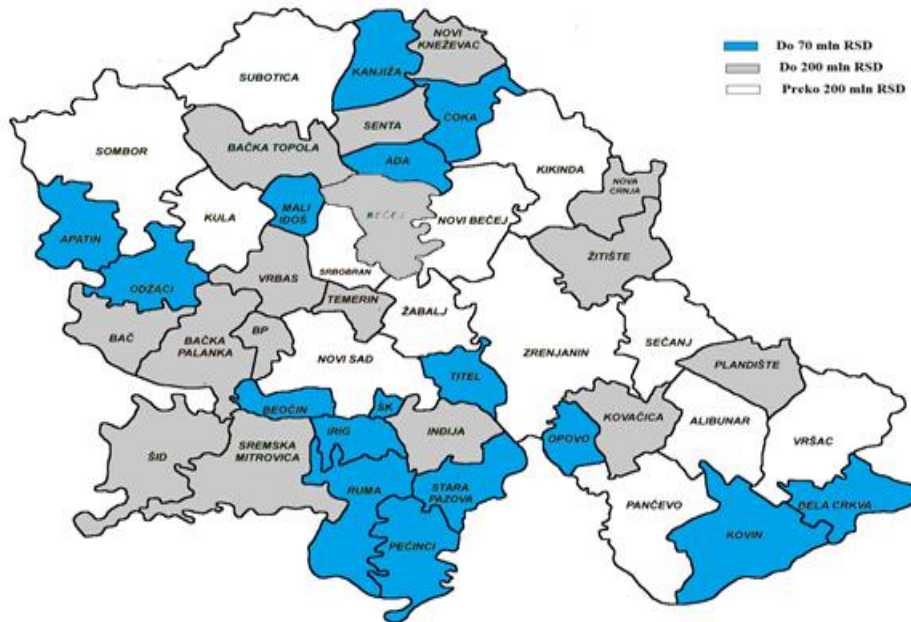 NOVI
KNEŽEVAC
Do 70 mln RSD
Do 200 mln RSD
Preko 200 mln RSD
KANJIŽA
SUBOTICA
ČOKA
SENTA
SOMBOR
BAČKA TOPOLA
ADA
KIKINDA
NOVA
CRNJA
KULA
MALI
IDOŠ
BEČEJ
NOVI BEČEJ
APATIN
ŽITIŠTE
ODŽACI
VRBAS
SRBOBRAN
TEMERIN
ŽABALJ
BAČ
BAČKA
PALANKA
BP
NOVI SAD
ZRENJANIN
SEČANJ
PLANDIŠTE
TITEL
BEOČIN
SK
KOVAČICA
ALIBUNAR
IRIG
INĐIJA
OPOVO
VRŠAC
ŠID
SREMSKA
MITROVICA
RUMA
STARA
PAZOVA
PANČEVO
BELA CRKVA
KOVIN
PEĆINCI